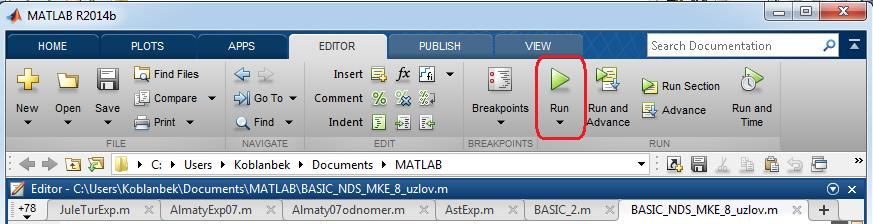 MATLAB R2014b
HOME PLOTS APPS EDITOR PUBLISH VIEW Search Documentation
New Open Save Find Files Compare Print
FILE
Go To Find
NAVIGATE
Insert fx
Comment % % %
Indent
EDIT
Breakpoints
BREAKPOINTS
Run Run and Advance Run Section Advance Run and Time
RUN
C: Users Koblanbek Documents MATLAB
Editor - C:\Users\Koblanbek\Documents\MATLAB\BASIC_NDS_MKE_8_uzlov.m
+78 JuleTurExp.m AlmatyExp07.m Almaty07odnomer.m AstExp.m BASIC_2.m BASIC_NDS_MKE_8_uzlov.m